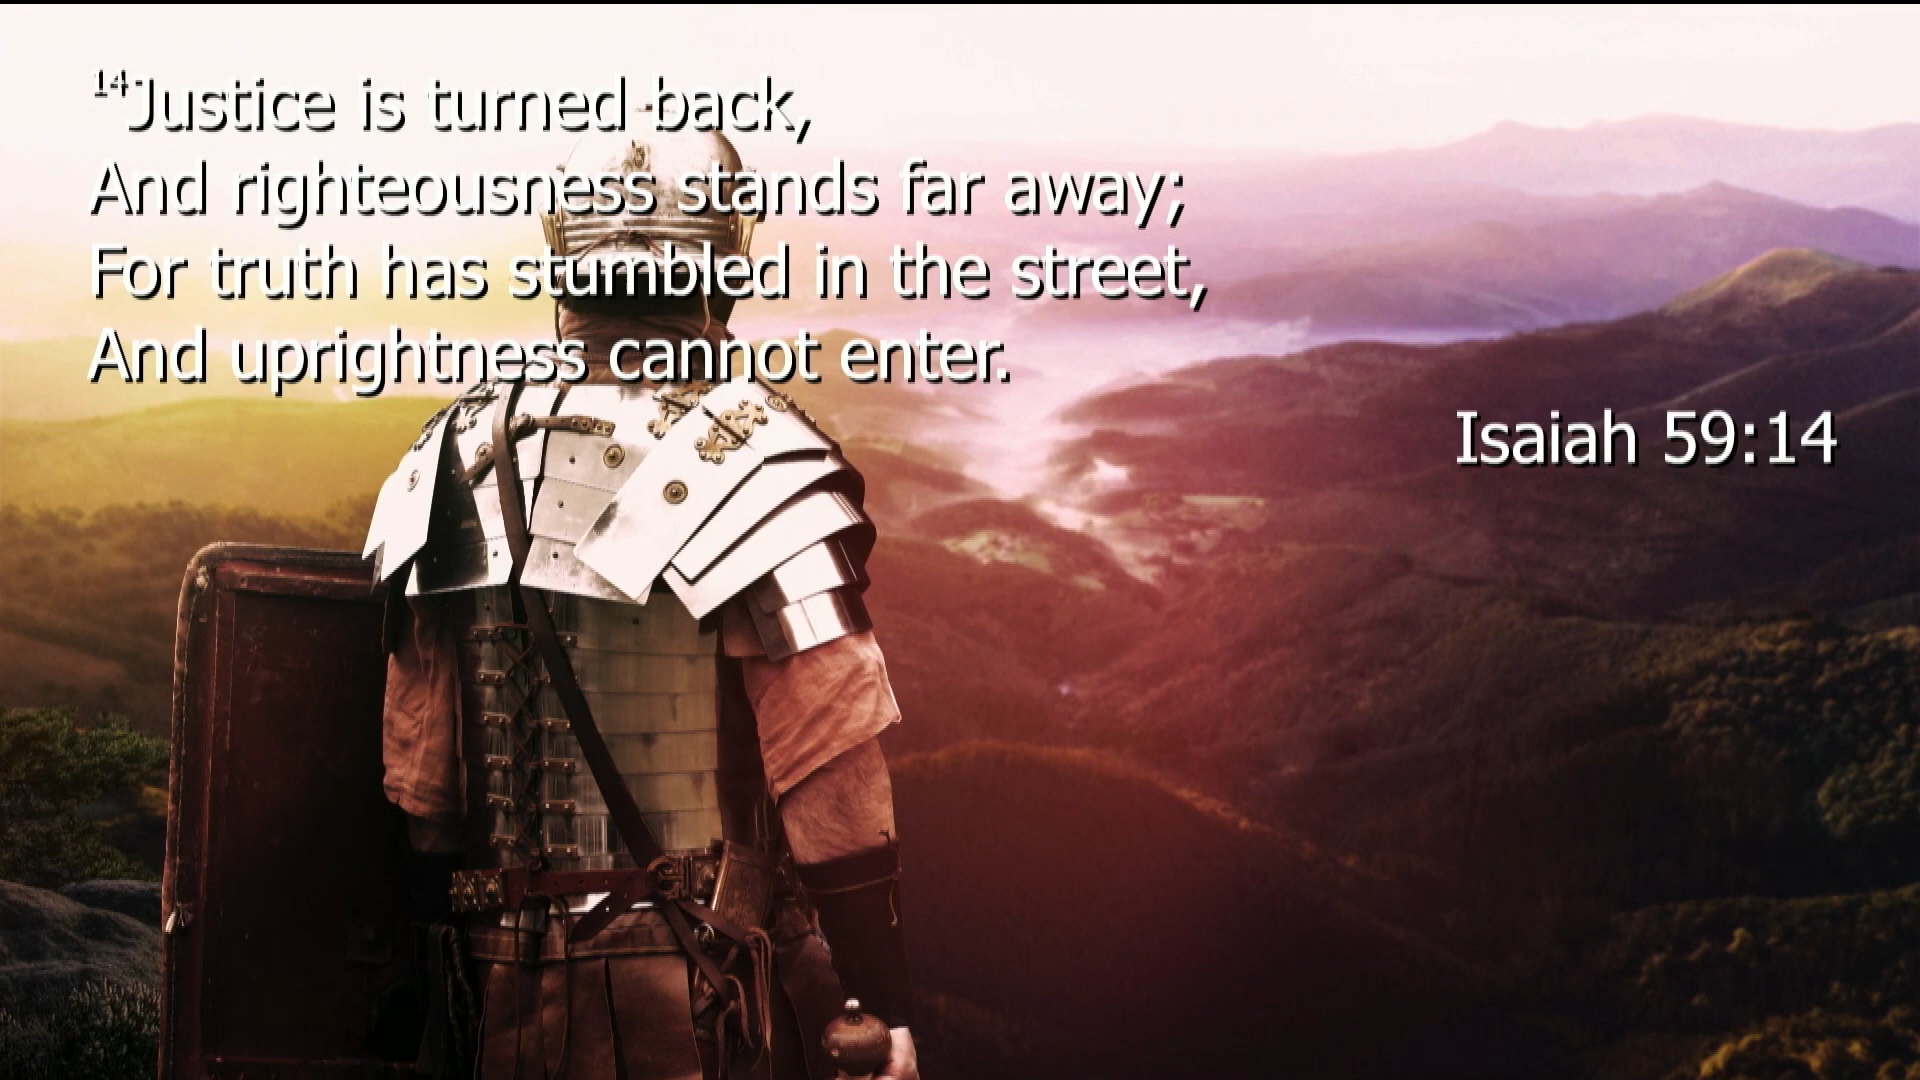 14Justice is turned back,
And righteousness stands far away;
For truth has stumbled in the street,
And uprightness cannot enter.
Isaiah 59:14